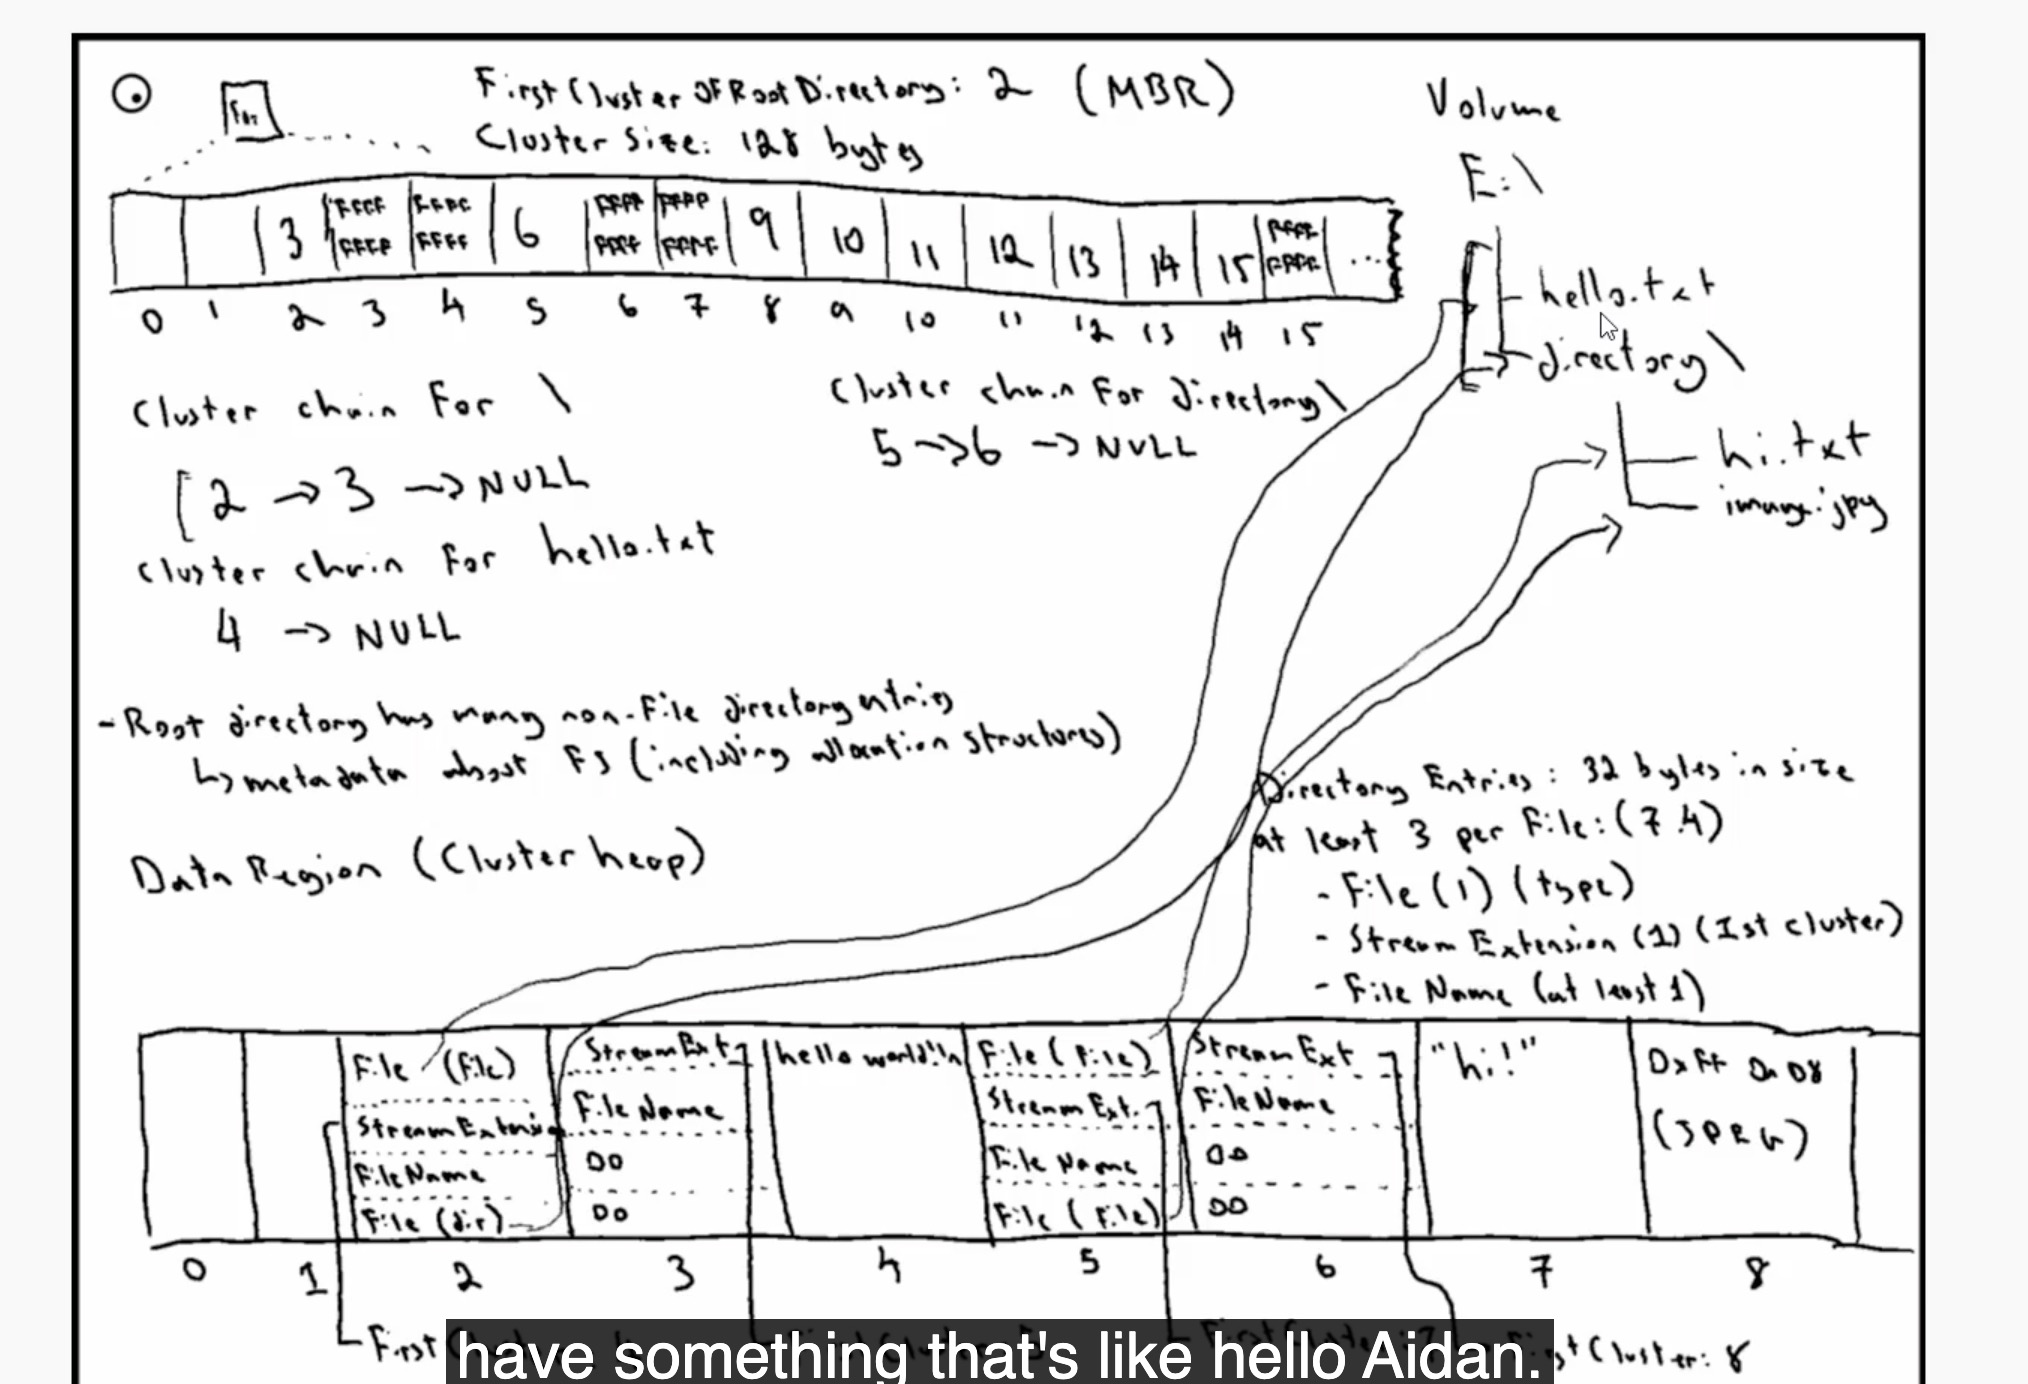 FAT
First Cluster Of Root Directory: 2 (MBR)
Cluster Size: 128 bytes
3 FFFF FFFF FFFF FFFF 6 FFFF FFFF FFFF FFFF 9 10 11 12 13 14 15 FFFF FFFF ...
0 1 2 3 4 5 6 7 8 9 10 11 12 13 14 15
Volume
E:\
hello.txt
directory\
hi.txt
image.jpg
Cluster chain for \
[2 → 3 → NULL
Cluster chain for directory\
5 → 6 → NULL
Cluster chain for hello.txt
4 → NULL
- Root directory has many non-file directory entries
↳ metadata about FS (including allocation structures)
Directory Entries: 32 bytes in size
at least 3 per file: (7.4)
- File (1) (type)
- Stream Extension (1) (1st cluster)
- File Name (at least 1)
Data Region (Cluster heap)
File (file)
Stream Extension
File Name
File (dir)
Stream Ext
File Name
00
00
hello world!\n
File (file)
Stream Ext.
File Name
File (file)
Stream Ext
File Name
00
00
"hi!"
0xFF 0xD8
(JPEG)
0 1 2 3 4 5 6 7 8
First
st Cluster: 8
have something that's like hello Aidan.